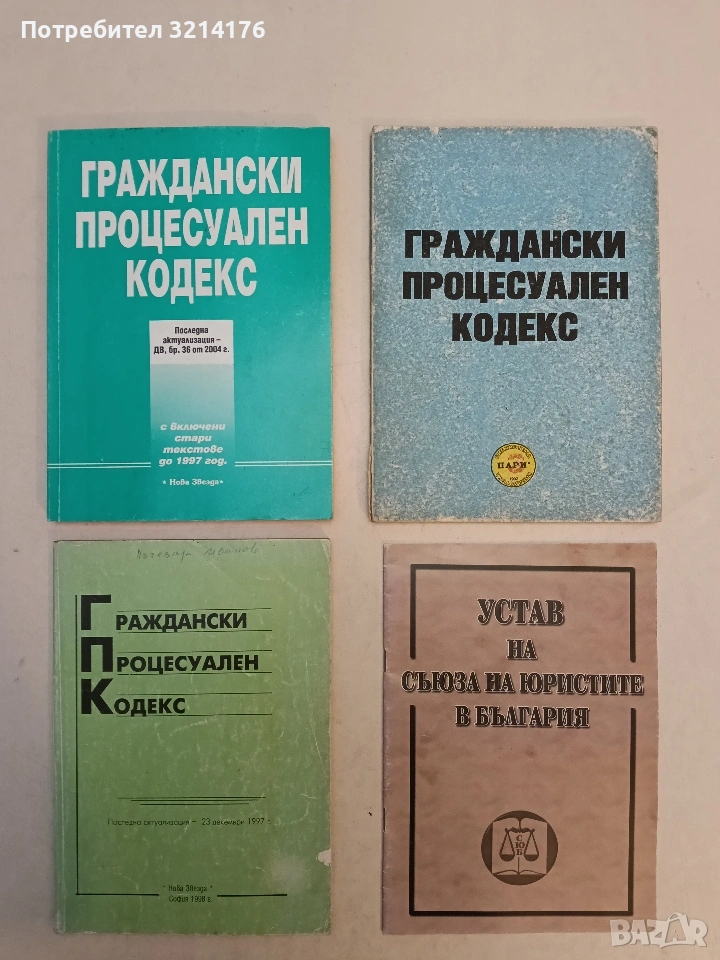 Потребител 3214176
ГРАЖДАНСКИ
ПРОЦЕСУАЛЕН
КОДЕКС
Последна
актуализация –
ДВ, бр. 36 от 2004 г.
с включени
стари
текстове
до 1997 год.
* Нова Звезда *
ГРАЖДАНСКИ
ПРОЦЕСУАЛЕН
КОДЕКС
ПАРИ
ГРАЖДАНСКИ
ПРОЦЕСУАЛЕН
КОДЕКС
Последна актуализация – 23 декември 1997 г.
" Нова Звезда "
София 1998 г.
УСТАВ
НА
СЪЮЗА НА ЮРИСТИТЕ
В БЪЛГАРИЯ
СЮБ
BAZAR